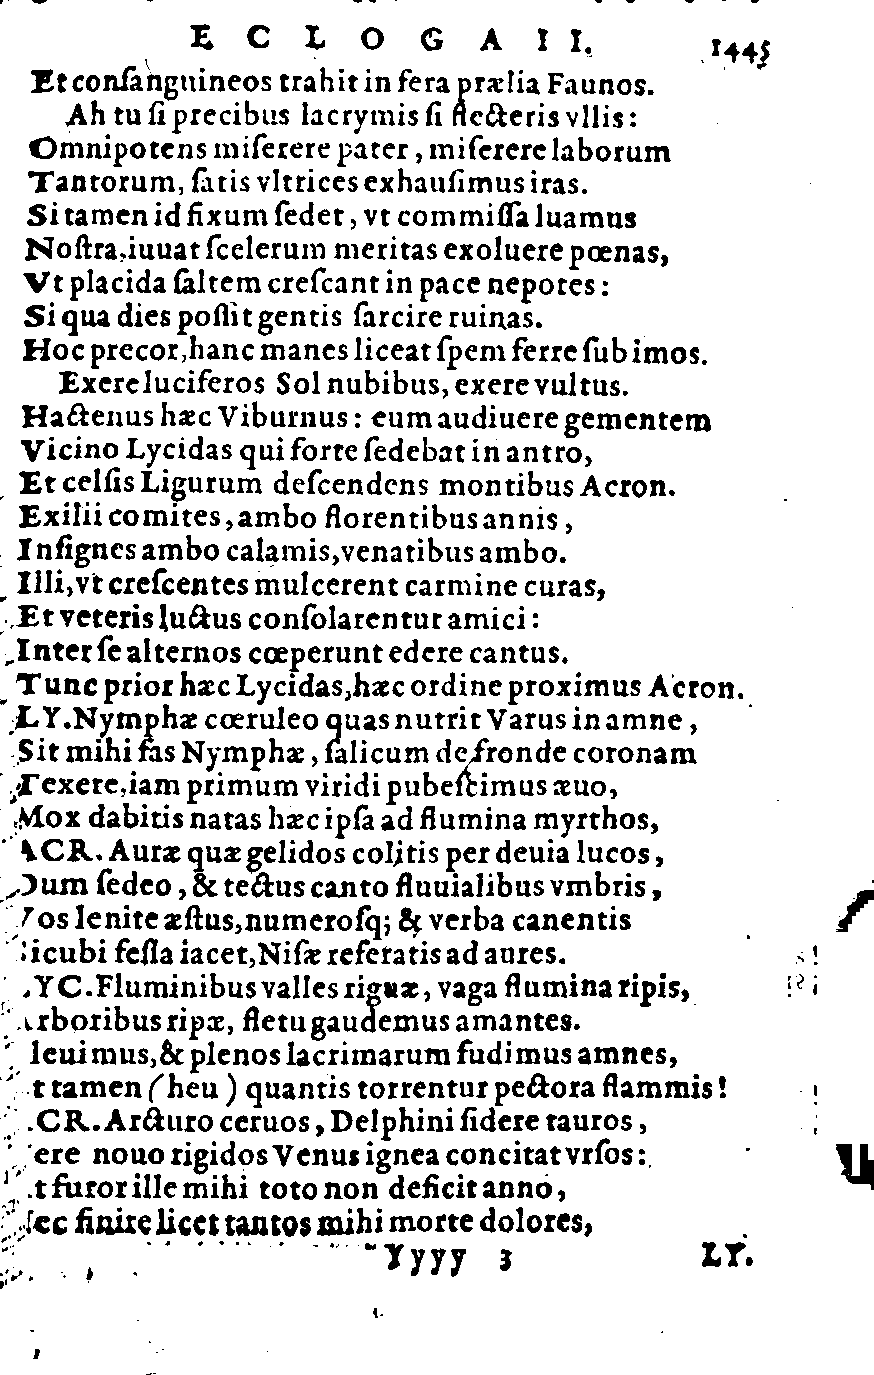 ECLOGA II. 1445
Et conſanguineos trahit in fera prælia Faunos.
Ah tu ſi precibus lacrymis ſi flecteris vllis:
Omnipotens miſerere pater, miſerere laborum
Tantorum, ſatis vltrices exhauſimus iras.
Si tamen id fixum ſedet, vt commiſſa luamus
Noſtra, iuuat ſcelerum meritas exoluere pœnas,
Vt placida ſaltem creſcant in pace nepotes:
Si qua dies poſſit gentis ſarcire ruinas.
Hoc precor, hanc manes liceat ſpem ferre ſub imos.
Exere luciferos Sol nubibus, exere vultus.
Hactenus hæc Viburnus: eum audiuere gementem
Vicino Lycidas qui forte ſedebat in antro,
Et celſis Ligurum deſcendens montibus Acron.
Exilii comites, ambo florentibus annis,
Inſignes ambo calamis, venatibus ambo.
Illi, vt creſcentes mulcerent carmine curas,
Et veteris luctus conſolarentur amici:
Inter ſe alternos cœperunt edere cantus.
Tunc prior hæc Lycidas, hæc ordine proximus Acron.
LY. Nymphæ cœruleo quas nutrit Varus in amne,
Sit mihi fas Nymphæ, ſalicum de fronde coronam
Texere, iam primum viridi pubeſcimus æuo,
Mox dabitis natas hæc ipſa ad flumina myrthos,
ACR. Auræ quæ gelidos colitis per deuia lucos,
Dum ſedeo, & tectus canto fluuialibus vmbris,
Vos lenite æſtus, numeroſq; & verba canentis
Sicubi feſſa iacet, Niſæ referatis ad aures.
LYC. Fluminibus valles riguæ, vaga flumina ripis,
Arboribus ripæ, fletu gaudemus amantes.
leuimus, & plenos lacrimarum fudimus amnes,
t tamen (heu) quantis torrentur pectora flammis!
.CR. Arcturo ceruos, Delphini ſidere tauros,
ere nouo rigidos Venus ignea concitat vrſos:
t furor ille mihi toto non deficit anno,
Nec finire licet tantos mihi morte dolores,
Yyyy 3 LY.